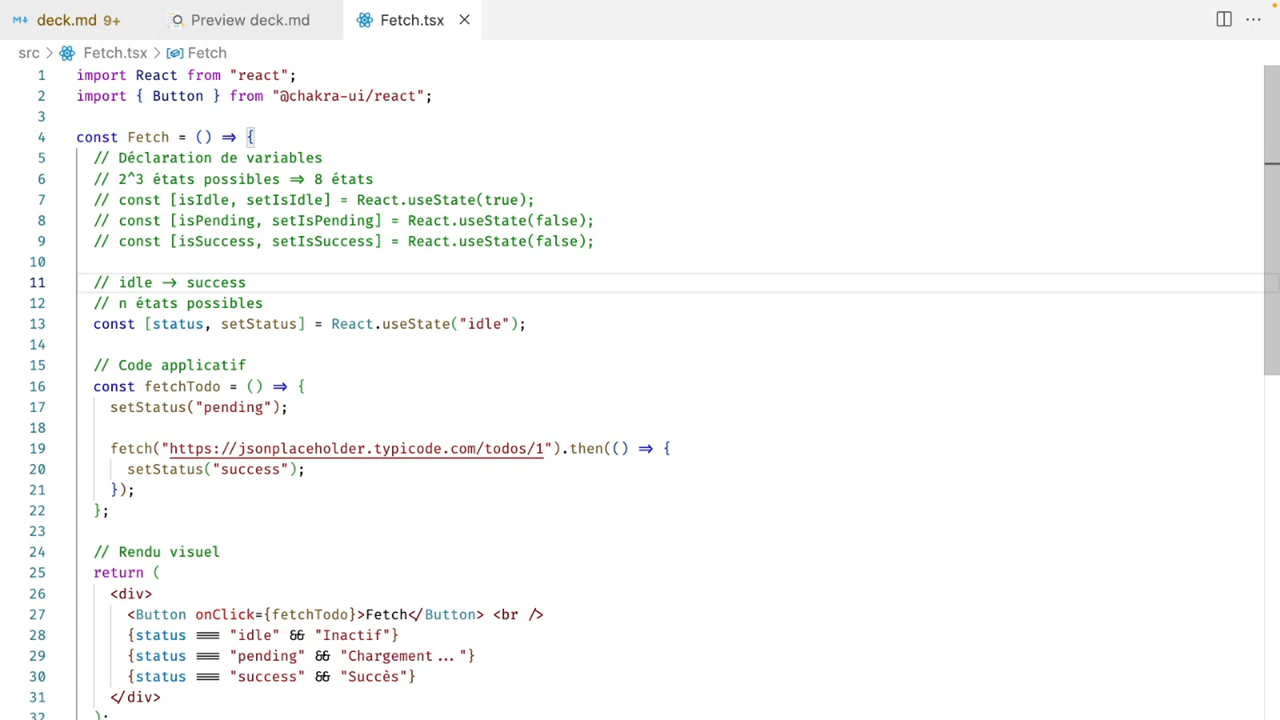 deck.md 9+ Preview deck.md Fetch.tsx
src > Fetch.tsx > Fetch
1 import React from "react";
2 import { Button } from "@chakra-ui/react";
3
4 const Fetch = () => {
5 // Déclaration de variables
6 // 2^3 états possibles => 8 états
7 // const [isIdle, setIsIdle] = React.useState(true);
8 // const [isPending, setIsPending] = React.useState(false);
9 // const [isSuccess, setIsSuccess] = React.useState(false);
10
11 // idle -> success
12 // n états possibles
13 const [status, setStatus] = React.useState("idle");
14
15 // Code applicatif
16 const fetchTodo = () => {
17 setStatus("pending");
18
19 fetch("https://jsonplaceholder.typicode.com/todos/1").then(() => {
20 setStatus("success");
21 });
22 };
23
24 // Rendu visuel
25 return (
26 <div>
27 <Button onClick={fetchTodo}>Fetch</Button> <br />
28 {status === "idle" && "Inactif"}
29 {status === "pending" && "Chargement..."}
30 {status === "success" && "Succès"}
31 </div>
32 );